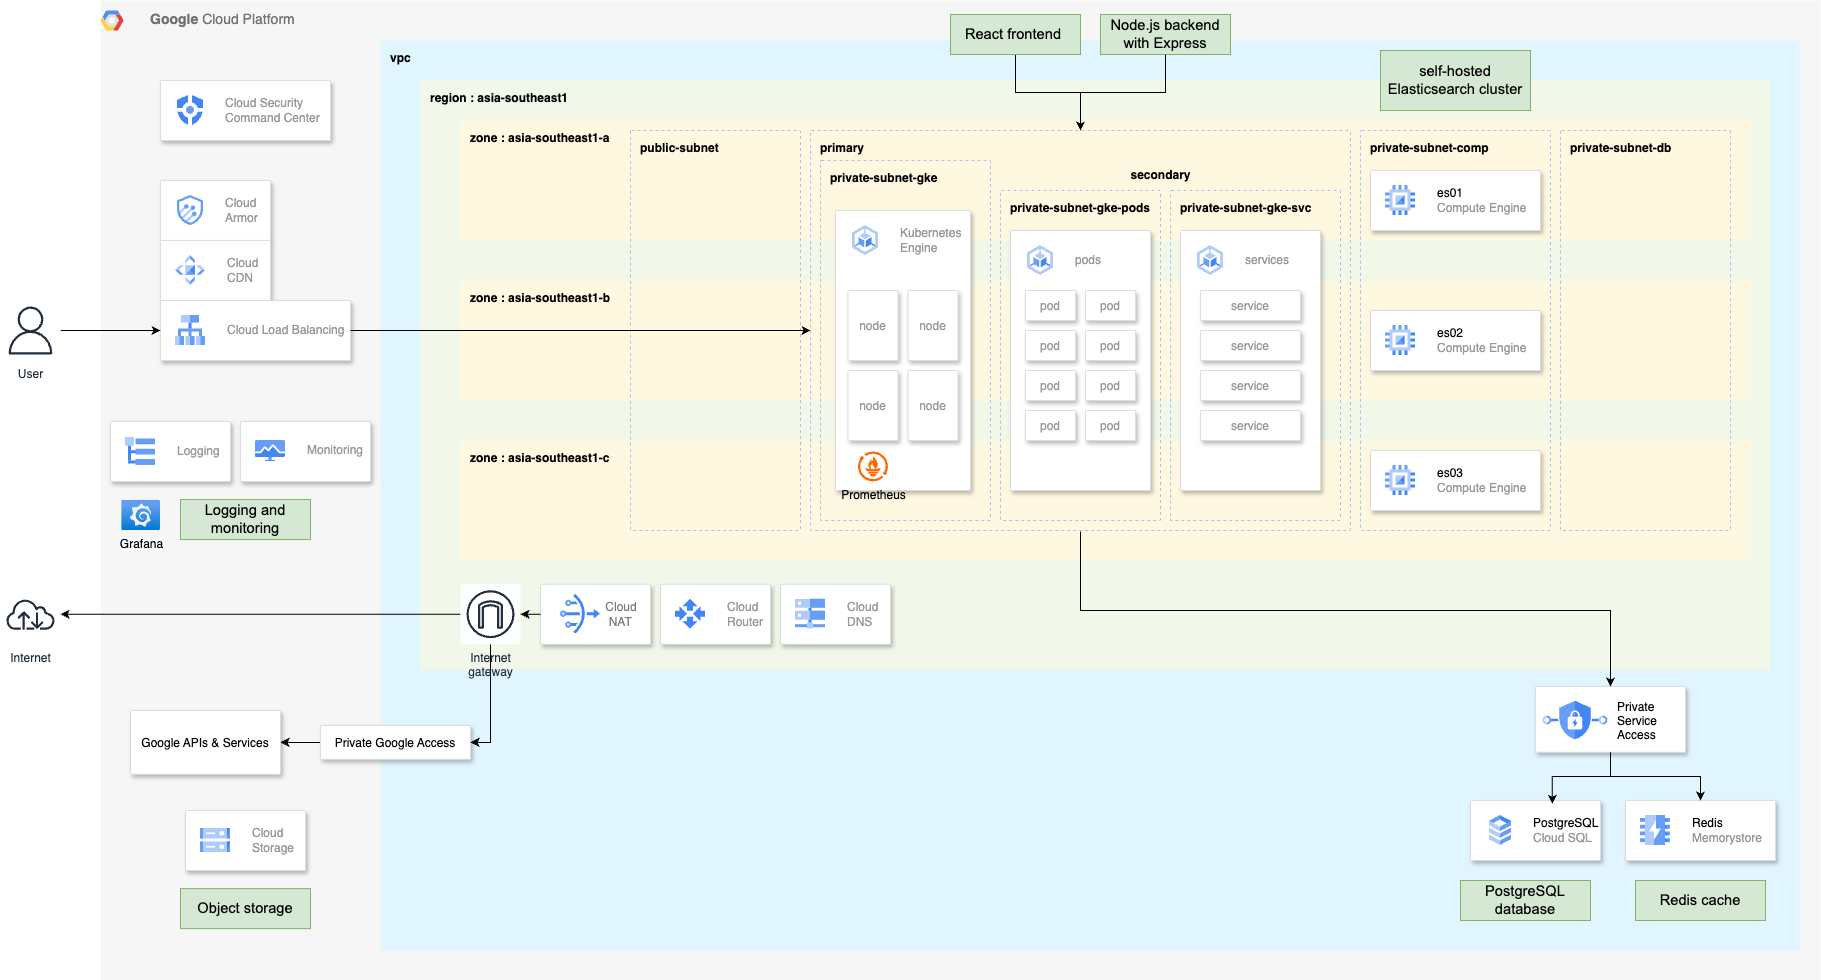 Google Cloud Platform
React frontend
Node.js backend
with Express
self-hosted
Elasticsearch cluster
vpc
region : asia-southeast1
Cloud Security
Command Center
zone : asia-southeast1-a
public-subnet
primary
private-subnet-gke
secondary
private-subnet-gke-pods
private-subnet-gke-svc
private-subnet-comp
private-subnet-db
es01
Compute Engine
Cloud
Armor
Cloud
CDN
Cloud Load Balancing
User
Kubernetes
Engine
pods
services
zone : asia-southeast1-b
node
node
node
node
pod
pod
pod
pod
pod
pod
pod
pod
service
service
service
service
es02
Compute Engine
zone : asia-southeast1-c
Prometheus
es03
Compute Engine
Logging
Monitoring
Grafana
Logging and
monitoring
Internet
Internet
gateway
Cloud
NAT
Cloud
Router
Cloud
DNS
Google APIs & Services
Private Google Access
Private
Service
Access
Cloud
Storage
Object storage
PostgreSQL
Cloud SQL
Redis
Memorystore
PostgreSQL
database
Redis cache